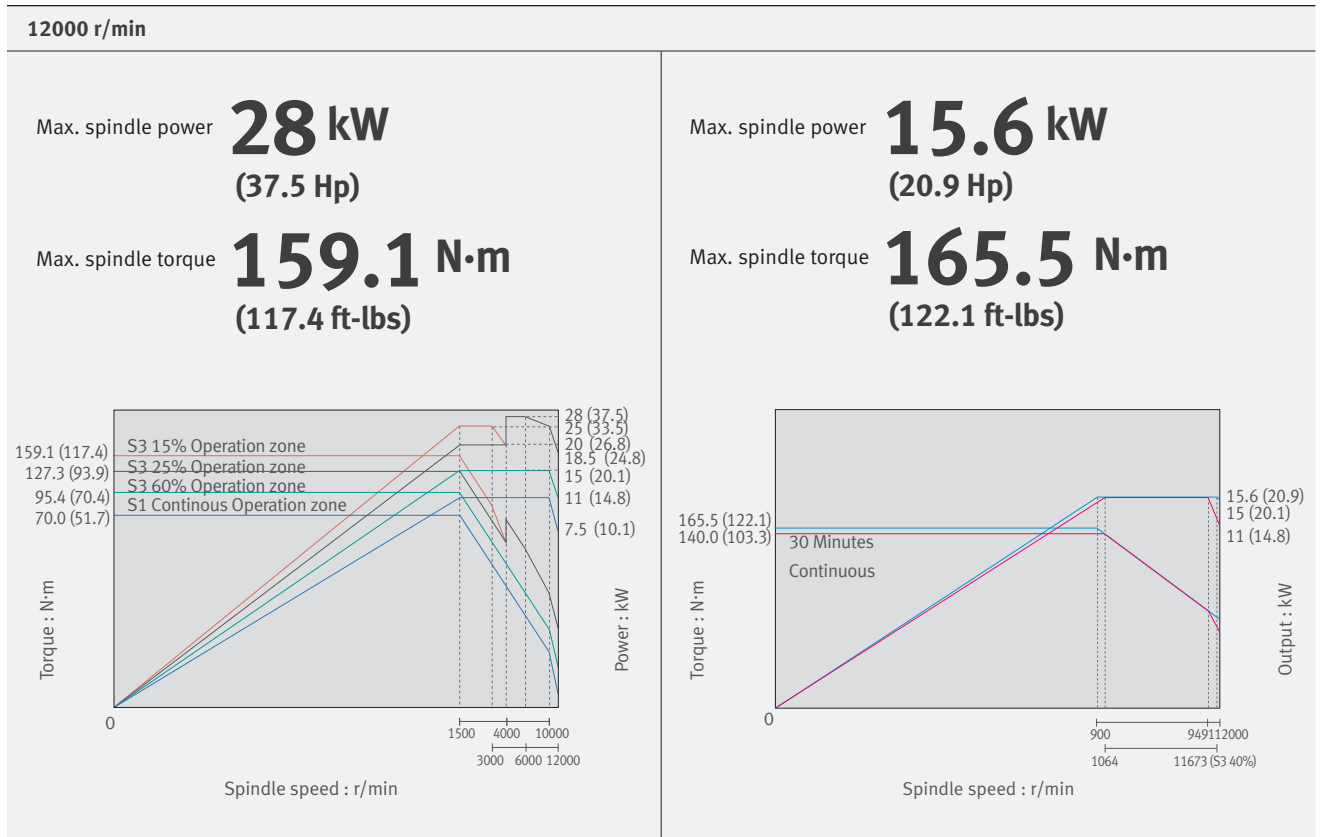 12000 r/min
Max. spindle power 28 kW
(37.5 Hp)
Max. spindle torque 159.1 N·m
(117.4 ft-lbs)
28 (37.5)
25 (33.5)
20 (26.8)
18.5 (24.8)
15 (20.1)
11 (14.8)
7.5 (10.1)
159.1 (117.4)
127.3 (93.9)
95.4 (70.4)
70.0 (51.7)
S3 15% Operation zone
S3 25% Operation zone
S3 60% Operation zone
S1 Continous Operation zone
Torque : N·m
Power : kW
0
1500 4000 10000
3000 6000 12000
Spindle speed : r/min
Max. spindle power 15.6 kW
(20.9 Hp)
Max. spindle torque 165.5 N·m
(122.1 ft-lbs)
15.6 (20.9)
15 (20.1)
11 (14.8)
165.5 (122.1)
140.0 (103.3)
30 Minutes
Continuous
Torque : N·m
Output : kW
0
900 949112000
1064 11673 (S3 40%)
Spindle speed : r/min